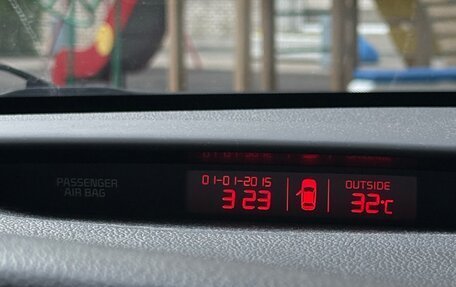 PASSENGER
AIR BAG
01-01-2015
3:23
OUTSIDE
32°C